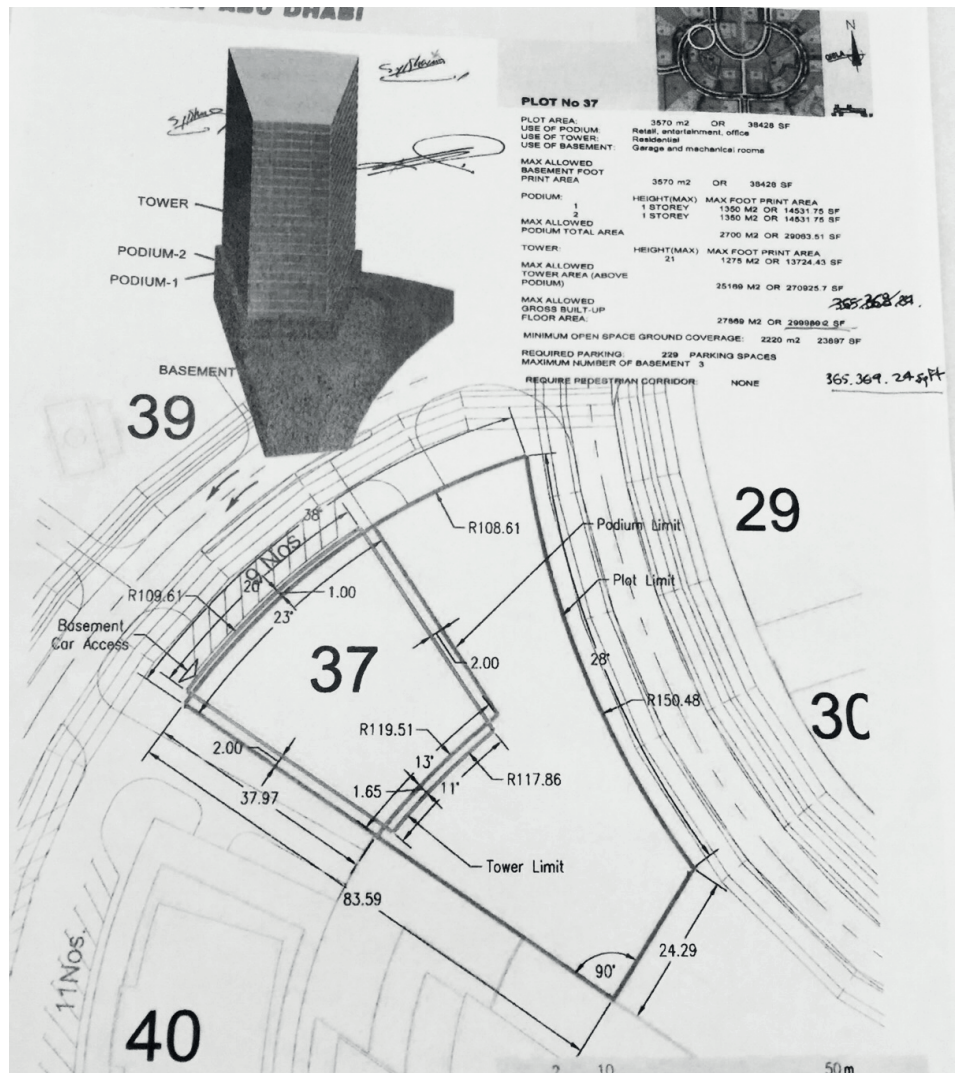 ABU DHABI
N
PLOT No 37
PLOT AREA: 3570 m2 OR 38428 SF
USE OF PODIUM: Retail, entertainment, office
USE OF TOWER: Residential
USE OF BASEMENT: Garage and mechanical rooms
MAX ALLOWED
BASEMENT FOOT
PRINT AREA 3570 m2 OR 38428 SF
PODIUM: HEIGHT(MAX) MAX FOOT PRINT AREA
1 1 STOREY 1350 M2 OR 14531.75 SF
2 1 STOREY 1350 M2 OR 14531.75 SF
MAX ALLOWED
PODIUM TOTAL AREA 2700 M2 OR 29063.51 SF
TOWER: HEIGHT(MAX) MAX FOOT PRINT AREA
21 1275 M2 OR 13724.43 SF
MAX ALLOWED
TOWER AREA (ABOVE
PODIUM) 25169 M2 OR 270925.7 SF
MAX ALLOWED
GROSS BUILT-UP
FLOOR AREA: 27869 M2 OR 299989.2 SF
MINIMUM OPEN SPACE GROUND COVERAGE: 2220 m2 23897 SF
REQUIRED PARKING: 229 PARKING SPACES
MAXIMUM NUMBER OF BASEMENT 3
REQUIRE PEDESTRIAN CORRIDOR: NONE
365.369.24 sqft
TOWER
PODIUM-2
PODIUM-1
BASEMENT
39
29
38°
9 Nos
R108.61
Podium Limit
Plot Limit
R109.61
20°
1.00
23°
Basement
Car Access
37
2.00
28°
R150.48
30
R119.51
2.00
13°
R117.86
1.65
11°
37.97
Tower Limit
83.59
24.29
90°
11Nos.
40
2 10 50 m